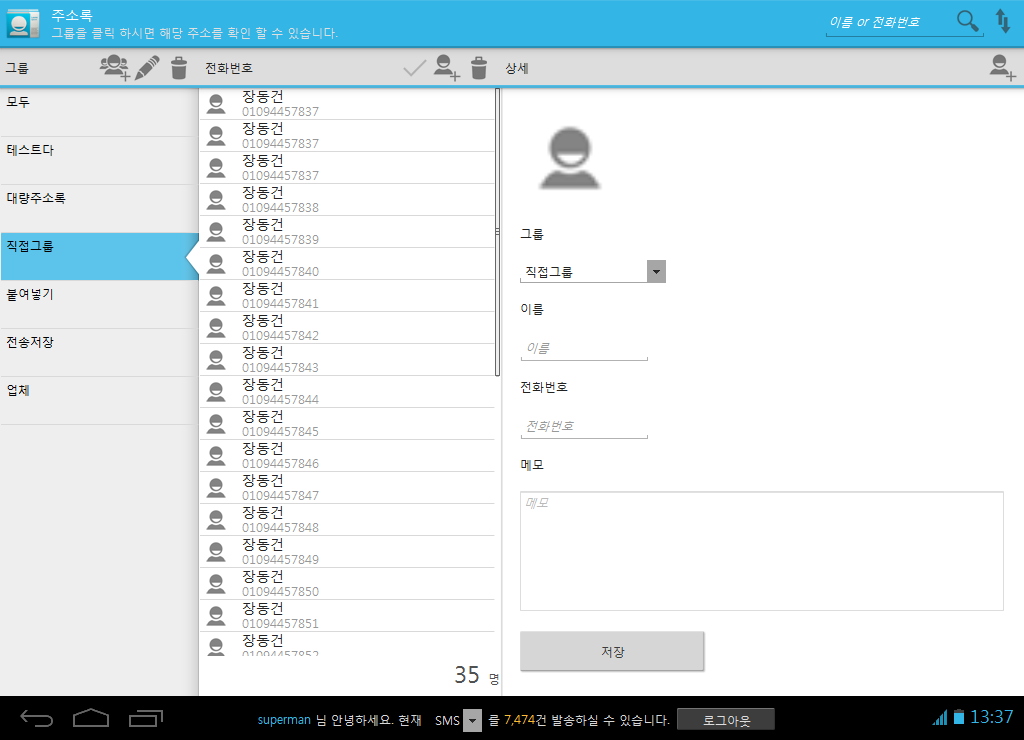 주소록
그룹을 클릭 하시면 해당 주소를 확인 할 수 있습니다.
이름 or 전화번호
그룹
전화번호
상세
모두
테스트다
대량주소록
직접그룹
붙여넣기
전송저장
업체
장동건
01094457837
장동건
01094457837
장동건
01094457837
장동건
01094457838
장동건
01094457839
장동건
01094457840
장동건
01094457841
장동건
01094457842
장동건
01094457843
장동건
01094457844
장동건
01094457845
장동건
01094457846
장동건
01094457847
장동건
01094457848
장동건
01094457849
장동건
01094457850
장동건
01094457851
장동건
01094457852
35 명
그룹
직접그룹
이름
이름
전화번호
전화번호
메모
메모
저장
superman 님 안녕하세요. 현재 SMS 를 7,474건 발송하실 수 있습니다.
로그아웃
13:37